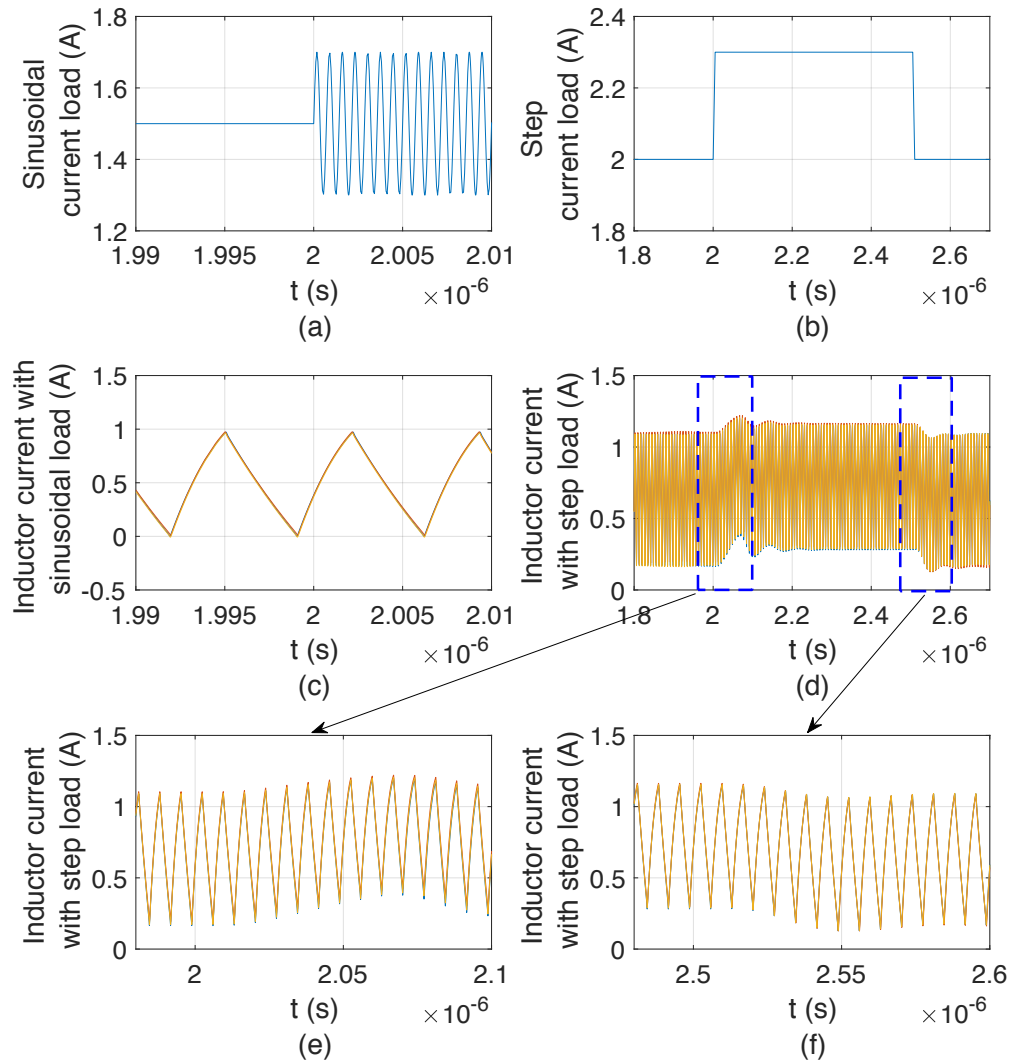 Sinusoidal
current load (A)
1.8
1.6
1.4
1.2
1.99
1.995
2
2.005
2.01
t (s)
×10-6
(a)
Step
current load (A)
2.4
2.2
2
1.8
1.8
2
2.2
2.4
2.6
t (s)
×10-6
(b)
Inductor current with
sinusoidal load (A)
1.5
1
0.5
0
-0.5
1.99
1.995
2
2.005
2.01
t (s)
×10-6
(c)
Inductor current
with step load (A)
1.5
1
0.5
0
1.8
2
2.2
2.4
2.6
t (s)
×10-6
(d)
Inductor current
with step load (A)
1.5
1
0.5
0
2
2.05
2.1
t (s)
×10-6
(e)
Inductor current
with step load (A)
1.5
1
0.5
0
2.5
2.55
2.6
t (s)
×10-6
(f)